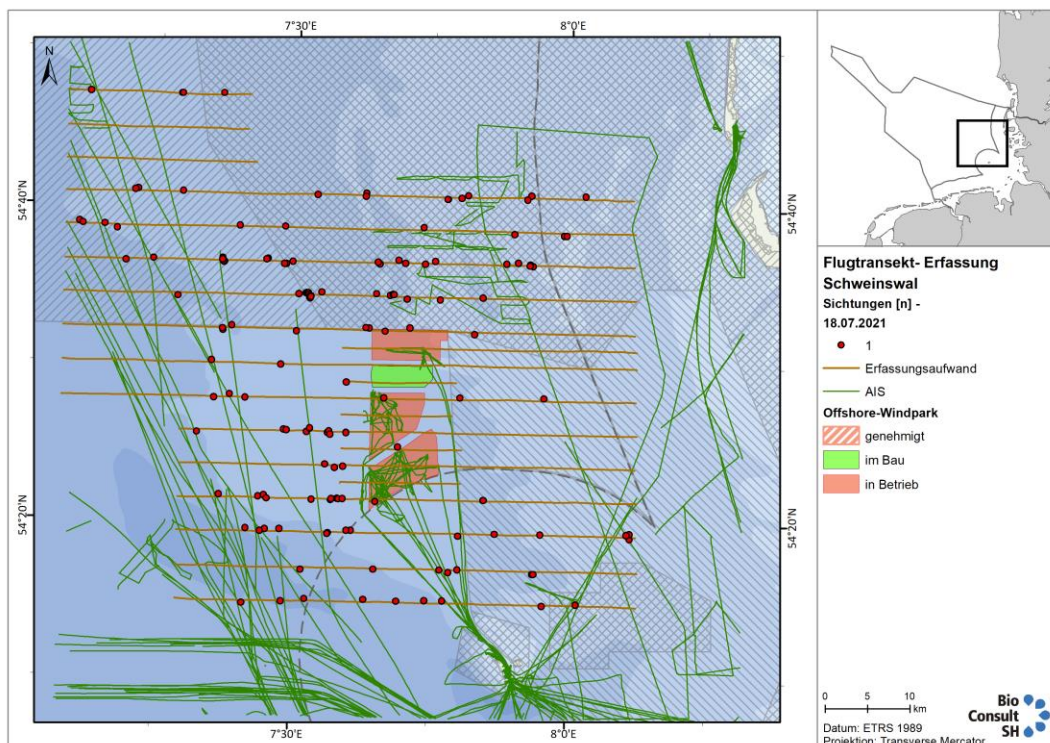 7°30'E
8°0'E
N
54°40'N
54°40'N
54°20'N
54°20'N
7°30'E
8°0'E
Flugtransekt- Erfassung
Schweinswal
Sichtungen [n] -
18.07.2021
1
Erfassungsaufwand
AIS
Offshore-Windpark
genehmigt
im Bau
in Betrieb
0 5 10
km
Datum: ETRS 1989
Projektion: Transverse Mercator
Bio
Consult
SH